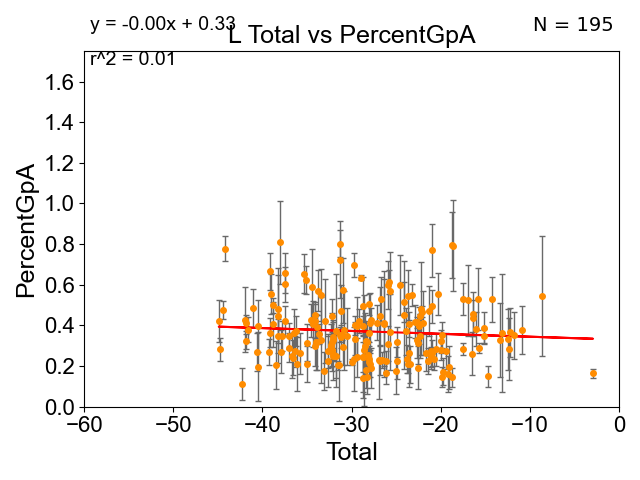 y = -0.00x + 0.33
L Total vs PercentGpA
N = 195
r^2 = 0.01
PercentGpA
1.6
1.4
1.2
1.0
0.8
0.6
0.4
0.2
0.0
−60
−50
−40
−30
−20
−10
0
Total